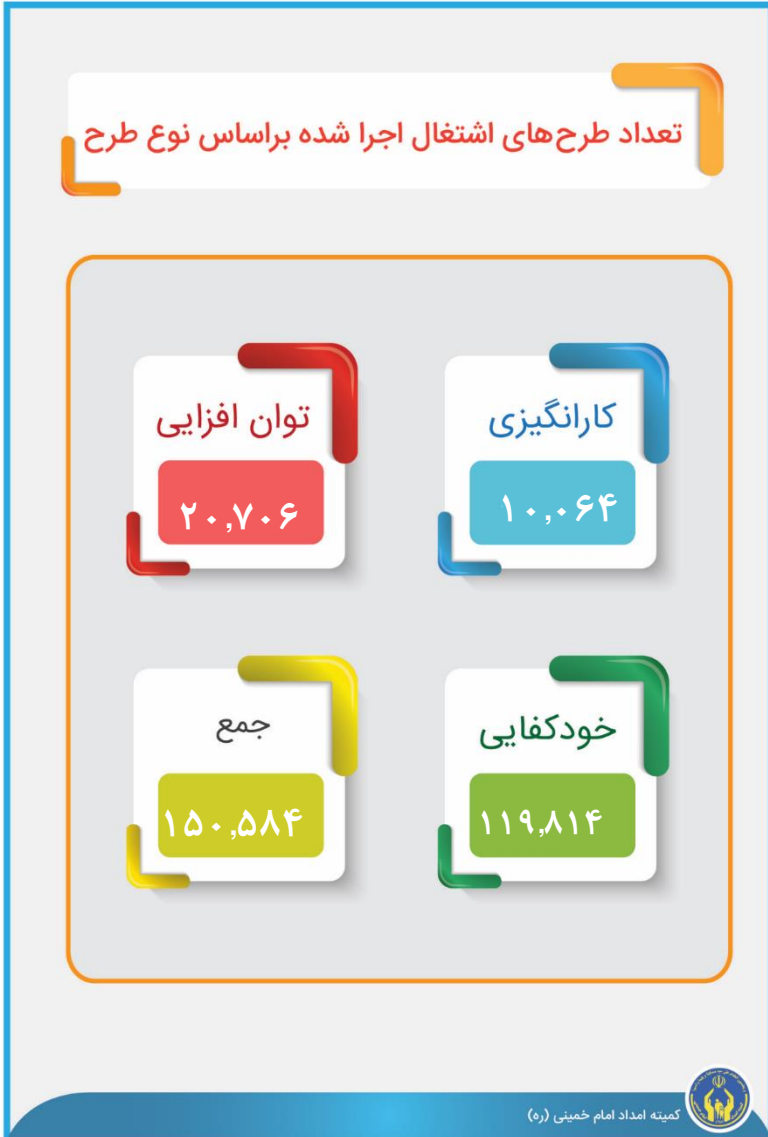 تعداد طرح‌های اشتغال اجرا شده براساس نوع طرح
کارانگیزی
۱۰,۰۶۴
توان افزایی
۲۰,۷۰۶
خودکفایی
۱۱۹,۸۱۴
جمع
۱۵۰,۵۸۴
کمیته امداد امام خمینی (ره)